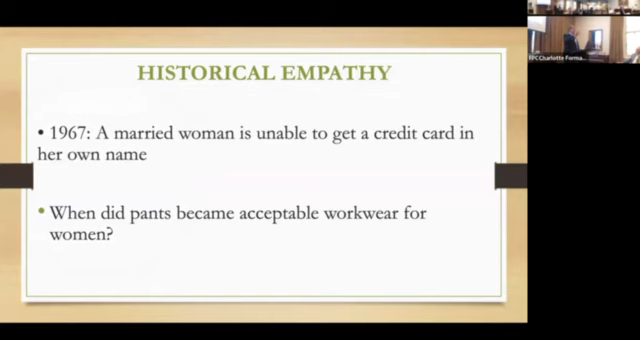 HISTORICAL EMPATHY
• 1967: A married woman is unable to get a credit card in
her own name
• When did pants became acceptable workwear for
women?